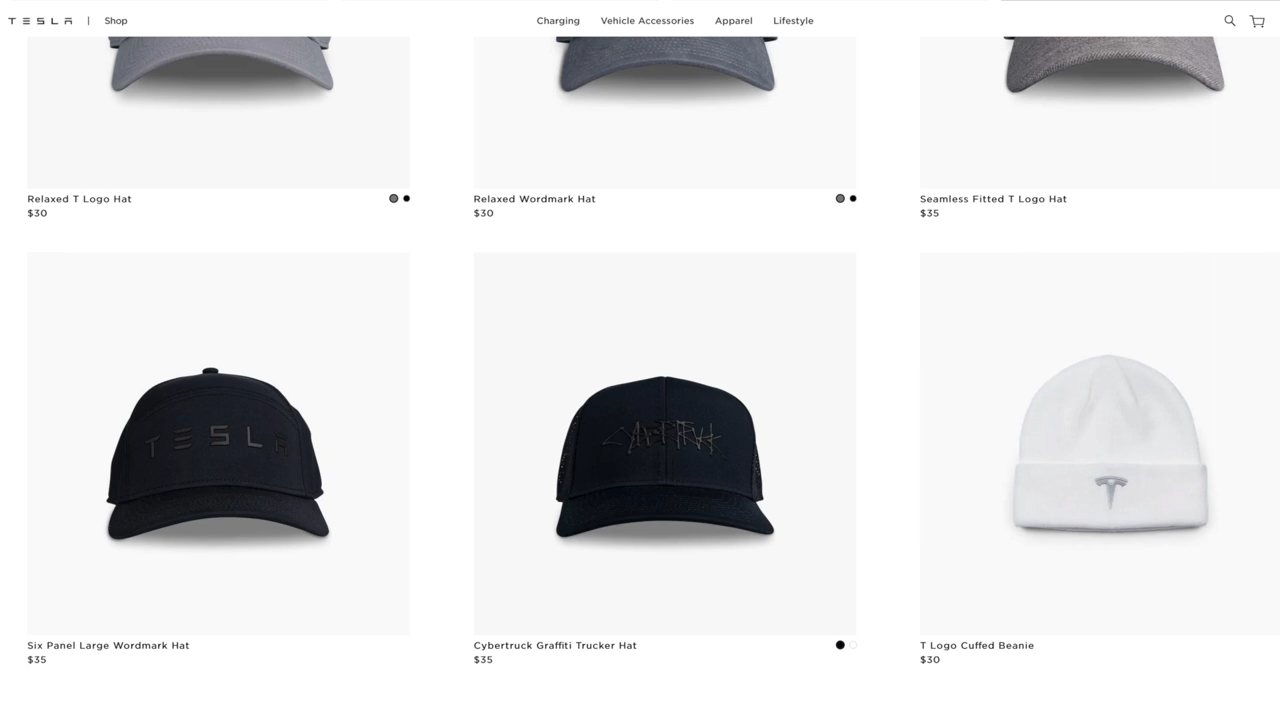 TESLA | Shop
Charging Vehicle Accessories Apparel Lifestyle
Relaxed T Logo Hat
$30
Relaxed Wordmark Hat
$30
Seamless Fitted T Logo Hat
$35
TESLA
Six Panel Large Wordmark Hat
$35
CYBERTRUCK
Cybertruck Graffiti Trucker Hat
$35
T Logo Cuffed Beanie
$30